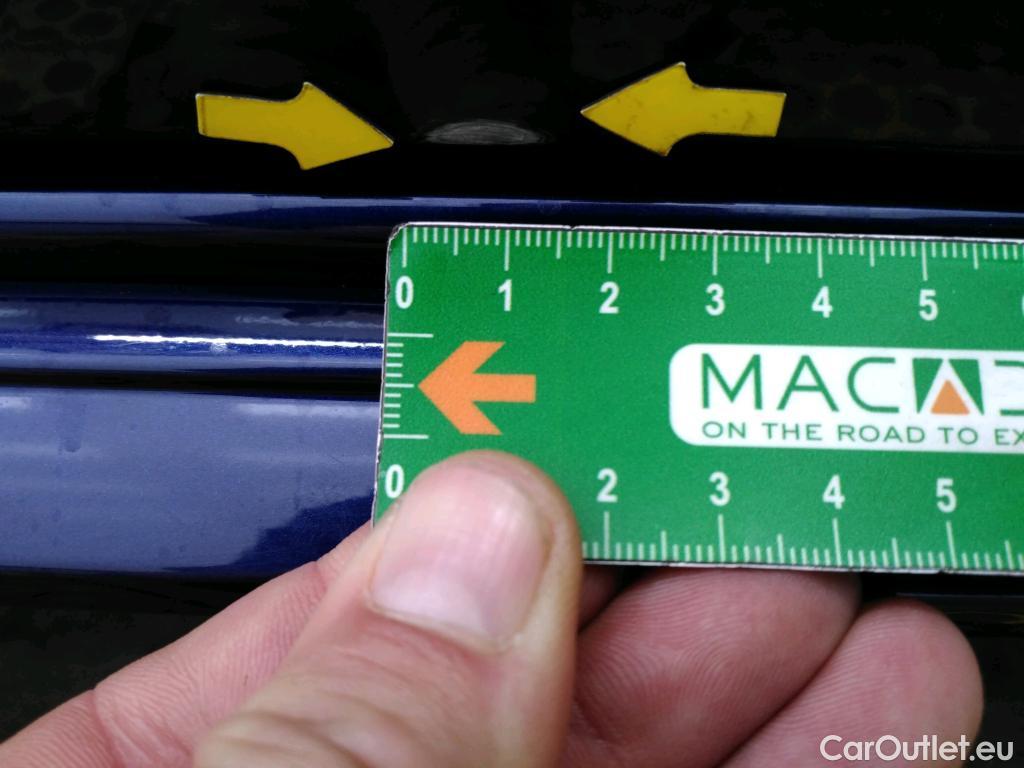 0 1 2 3 4 5
MAC
ON THE ROAD TO EX
0 2 3 4 5
CarOutlet.eu